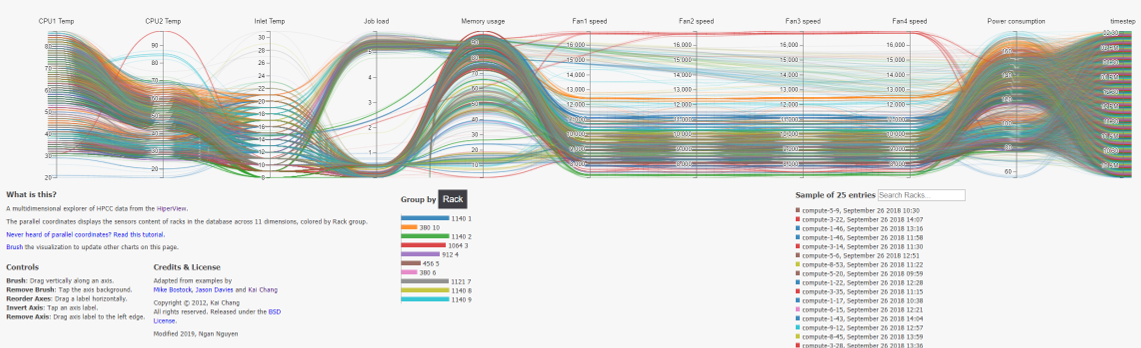 CPU1 Temp CPU2 Temp Inlet Temp Job load Memory usage Fan1 speed Fan2 speed Fan3 speed Fan4 speed Power consumption timestep
What is this?
A multidimensional explorer of HPCC data from the HiperView.
The parallel coordinates displays the sensors content of racks in the database across 11 dimensions, colored by Rack group.
Never heard of parallel coordinates? Read this tutorial.
Brush the visualization to update other charts on this page.
Controls
Brush: Drag vertically along an axis.
Remove Brush: Tap the axis background.
Reorder Axes: Drag a label horizontally.
Invert Axis: Tap an axis label.
Remove Axis: Drag axis label to the left edge.
Credits & License
Adapted from examples by
Mike Bostock, Jason Davies and Kai Chang
Copyright © 2012, Kai Chang
All rights reserved. Released under the BSD
License.
Modified 2019, Ngan Nguyen
Group by Rack
1140 1
380 10
1140 2
1064 3
912 4
456 5
380 6
1121 7
1140 8
1140 9
Sample of 25 entries Search Racks...
compute-5-9, September 26 2018 10:30
compute-3-22, September 26 2018 14:07
compute-1-46, September 26 2018 13:16
compute-1-46, September 26 2018 11:58
compute-3-14, September 26 2018 11:30
compute-5-6, September 26 2018 12:51
compute-8-53, September 26 2018 11:22
compute-5-20, September 26 2018 09:59
compute-1-22, September 26 2018 12:28
compute-3-35, September 26 2018 11:15
compute-1-17, September 26 2018 10:38
compute-6-15, September 26 2018 12:21
compute-1-43, September 26 2018 14:04
compute-9-12, September 26 2018 12:57
compute-8-45, September 26 2018 13:59
compute-3-28, September 26 2018 13:36